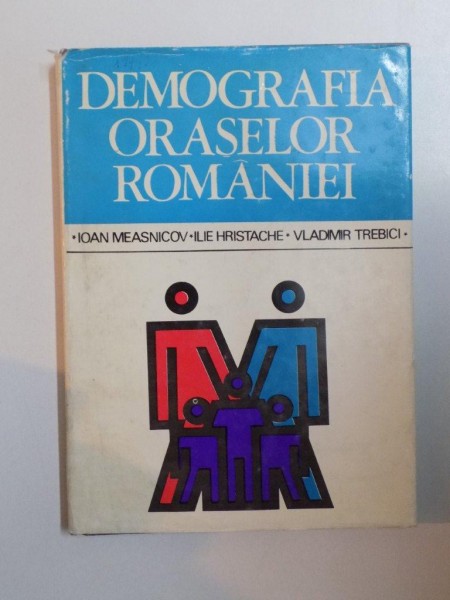 DEMOGRAFIA
ORAȘELOR
ROMÂNIEI
•IOAN MEASNICOV•ILIE HRISTACHE•VLADIMIR TREBICI•